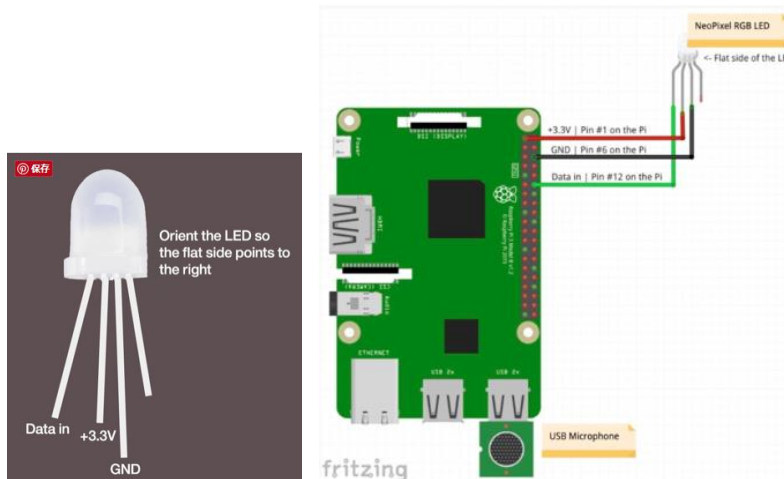 保存
Orient the LED so
the flat side points to
the right
Data in
+3.3V
GND
NeoPixel RGB LED
<- Flat side of the LE
+3.3V | Pin #1 on the Pi
GND | Pin #6 on the Pi
Data in | Pin #12 on the Pi
DSI (DISPLAY)
Power
HDMI
CSI (CAMERA)
Audio
ETHERNET
USB 2x
USB 2x
USB Microphone
fritzing